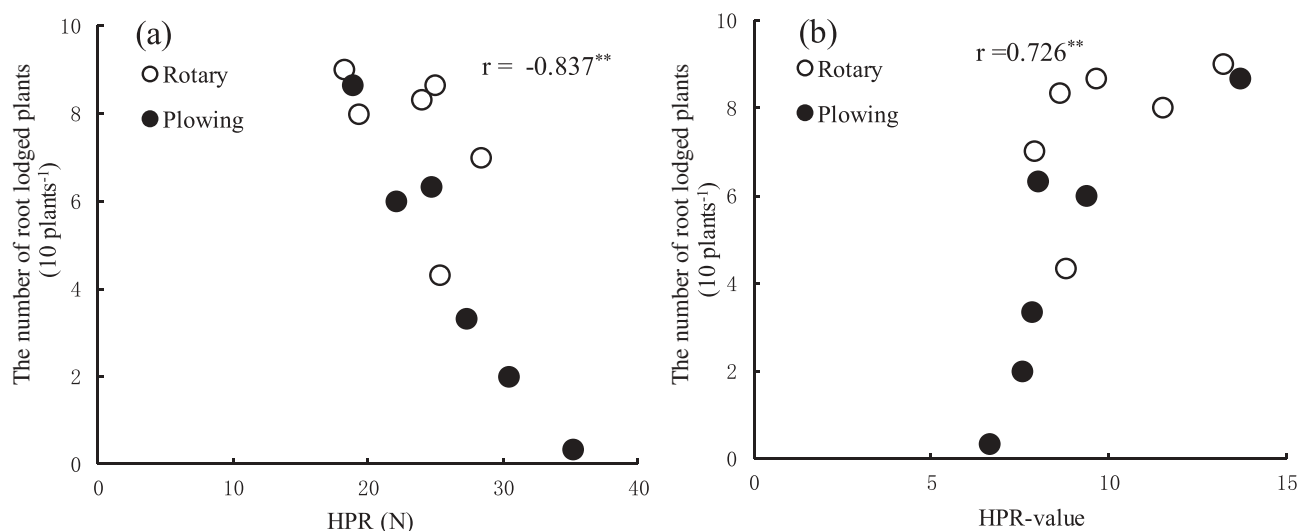 The number of root lodged plants
(10 plants⁻¹)
10
8
6
4
2
0
(a)
Rotary
Plowing
r = -0.837**
0
10
20
30
40
HPR (N)
The number of root lodged plants
(10 plants⁻¹)
10
8
6
4
2
0
(b)
Rotary
Plowing
r =0.726**
0
5
10
15
HPR-value